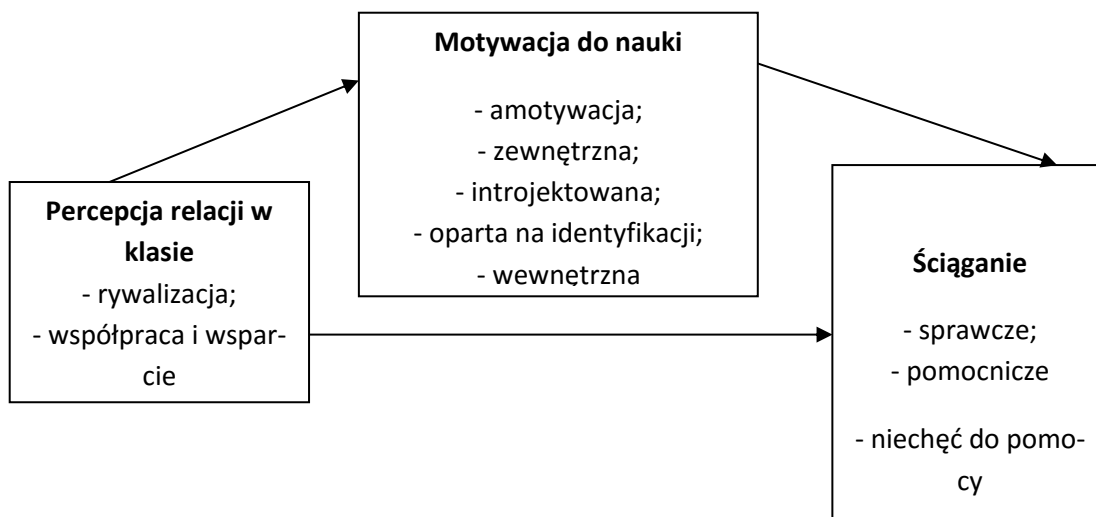 Motywacja do nauki
- amotywacja;
- zewnętrzna;
- introjektowana;
- oparta na identyfikacji;
- wewnętrzna
Percepcja relacji w
klasie
- rywalizacja;
- współpraca i wspar-
cie
Ściąganie
- sprawcze;
- pomocnicze
- niechęć do pomo-
cy